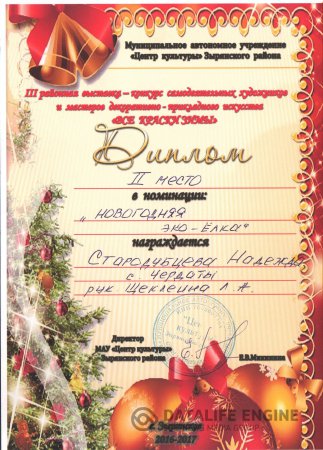 Муниципальное автономное учреждение
«Центр культуры» Зырянского района
III районная выставка – конкурс самодеятельных художников
и мастеров декоративно - прикладного искусства
«ВСЕ КРАСКИ ЗИМЫ»
Диплом
II место
в номинации:
"Новогодняя
эко-ёлка"
награждается
Стародубцева Надежда
с. Чердаты
рук Щеклеина Л.А
Директор
МАУ «Центр культуры»
Зырянского района
"Цен
культ
с. Зырянское
2016-2017
DATALIFE ENGINE